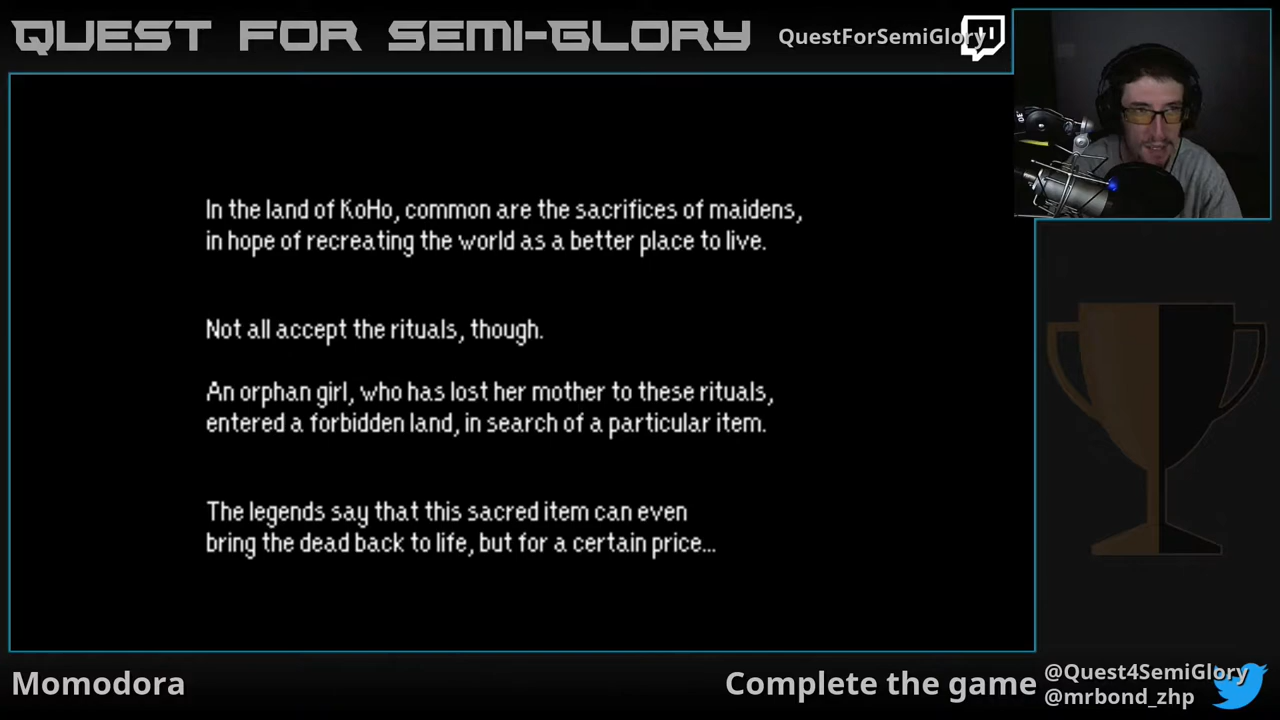 QUEST FOR SEMI-GLORY
QuestForSemiGlory
In the land of KoHo, common are the sacrifices of maidens,
in hope of recreating the world as a better place to live.
Not all accept the rituals, though.
An orphan girl, who has lost her mother to these rituals,
entered a forbidden land, in search of a particular item.
The legends say that this sacred item can even
bring the dead back to life, but for a certain price...
Momodora
Complete the game
@Quest4SemiGlory
@mrbond_zhp